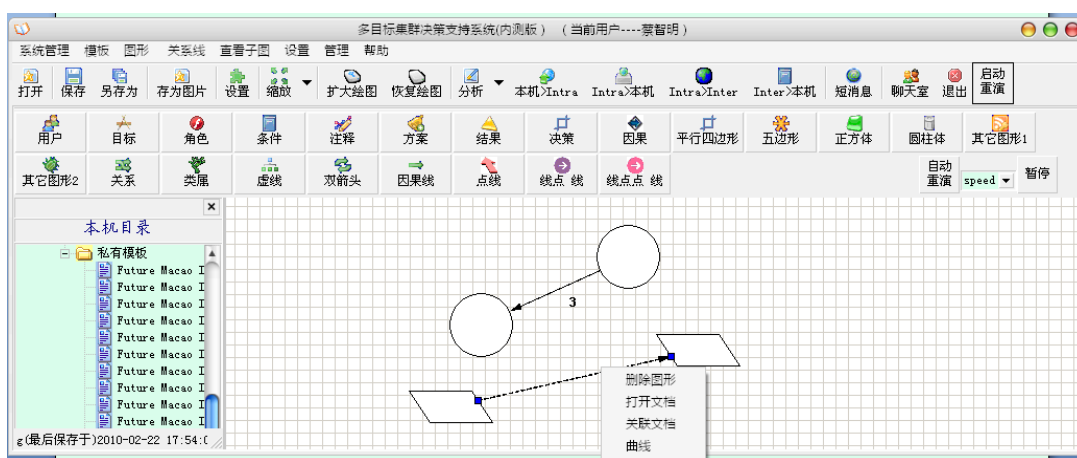 多目标集群决策支持系统(内测版) (当前用户----蔡智明)
系统管理 模板 图形 关系线 查看子图 设置 管理 帮助
打开 保存 另存为 存为图片 设置 缩放 扩大绘图 恢复绘图 分析 本机>Intra Intra>本机 Intra>Inter Inter>本机 短消息 聊天室 退出 启动重演
用户 目标 角色 条件 注释 方案 结果 决策 因果 平行四边形 五边形 正方体 圆柱体 其它图形1
其它图形2 关系 类属 虚线 双箭头 因果线 点线 线点 线 线点点 线 自动重演 speed 暂停
本机目录
私有模板
Future Macao I
Future Macao I
Future Macao I
Future Macao I
Future Macao I
Future Macao I
Future Macao I
Future Macao I
Future Macao I
Future Macao I
g(最后保存于)2010-02-22 17:54:(
3
删除图形
打开文档
关联文档
曲线